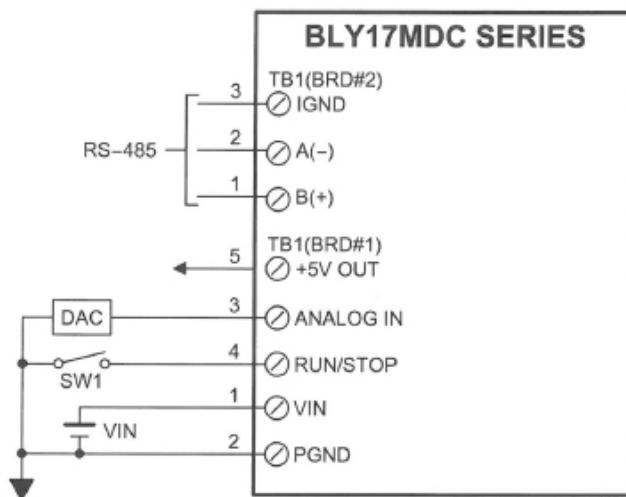 BLY17MDC SERIES
TB1(BRD#2)
3 IGND
RS-485
2 A(-)
1 B(+)
TB1(BRD#1)
5 +5V OUT
DAC
3 ANALOG IN
4 RUN/STOP
SW1
1 VIN
VIN
2 PGND